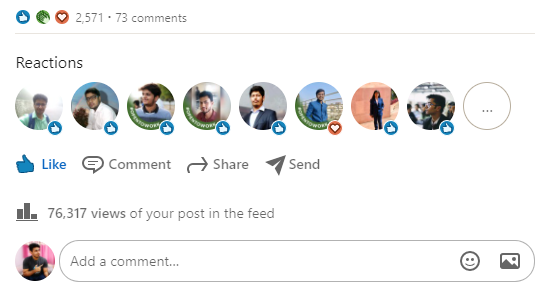 2,571 • 73 comments
Reactions
...
Like Comment Share Send
76,317 views of your post in the feed
Add a comment...